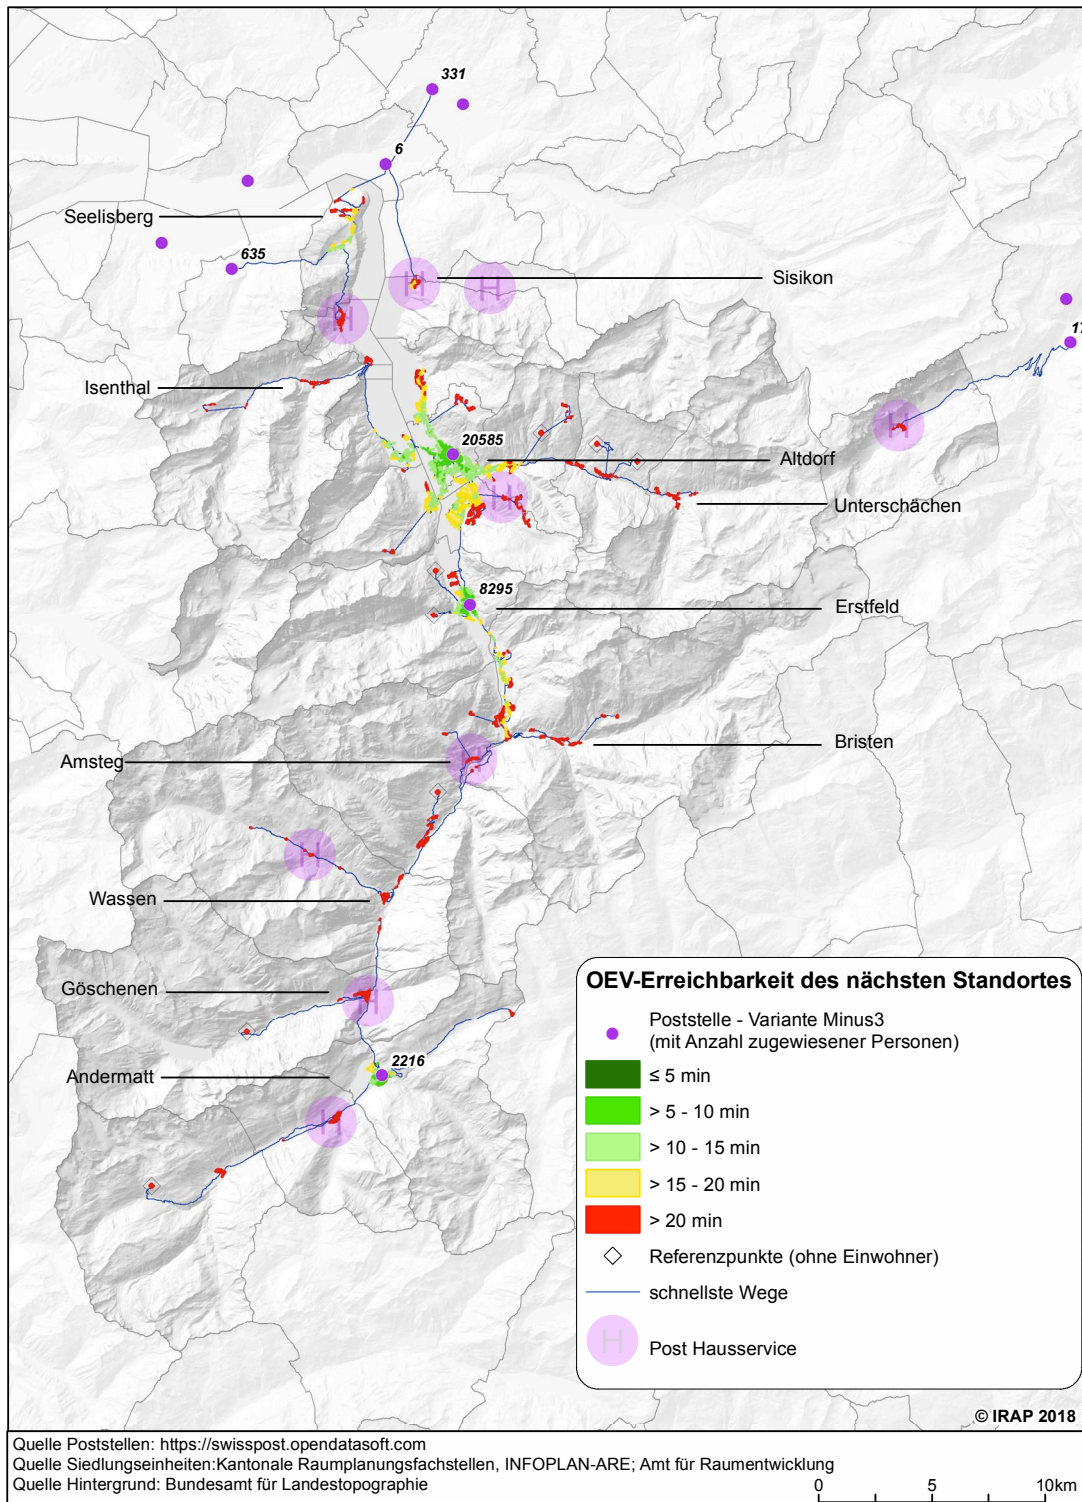 331
6
Seelisberg
635
Sisikon
H
H
H
17
Isenthal
H
20585
Altdorf
H
Unterschächen
8295
Erstfeld
Bristen
Amsteg
H
H
Wassen
Göschenen
H
2216
Andermatt
H
OEV-Erreichbarkeit des nächsten Standortes
Poststelle - Variante Minus3
(mit Anzahl zugewiesener Personen)
≤ 5 min
> 5 - 10 min
> 10 - 15 min
> 15 - 20 min
> 20 min
Referenzpunkte (ohne Einwohner)
schnellste Wege
H Post Hausservice
© IRAP 2018
Quelle Poststellen: https://swisspost.opendatasoft.com
Quelle Siedlungseinheiten:Kantonale Raumplanungsfachstellen, INFOPLAN-ARE; Amt für Raumentwicklung
Quelle Hintergrund: Bundesamt für Landestopographie
0 5 10km